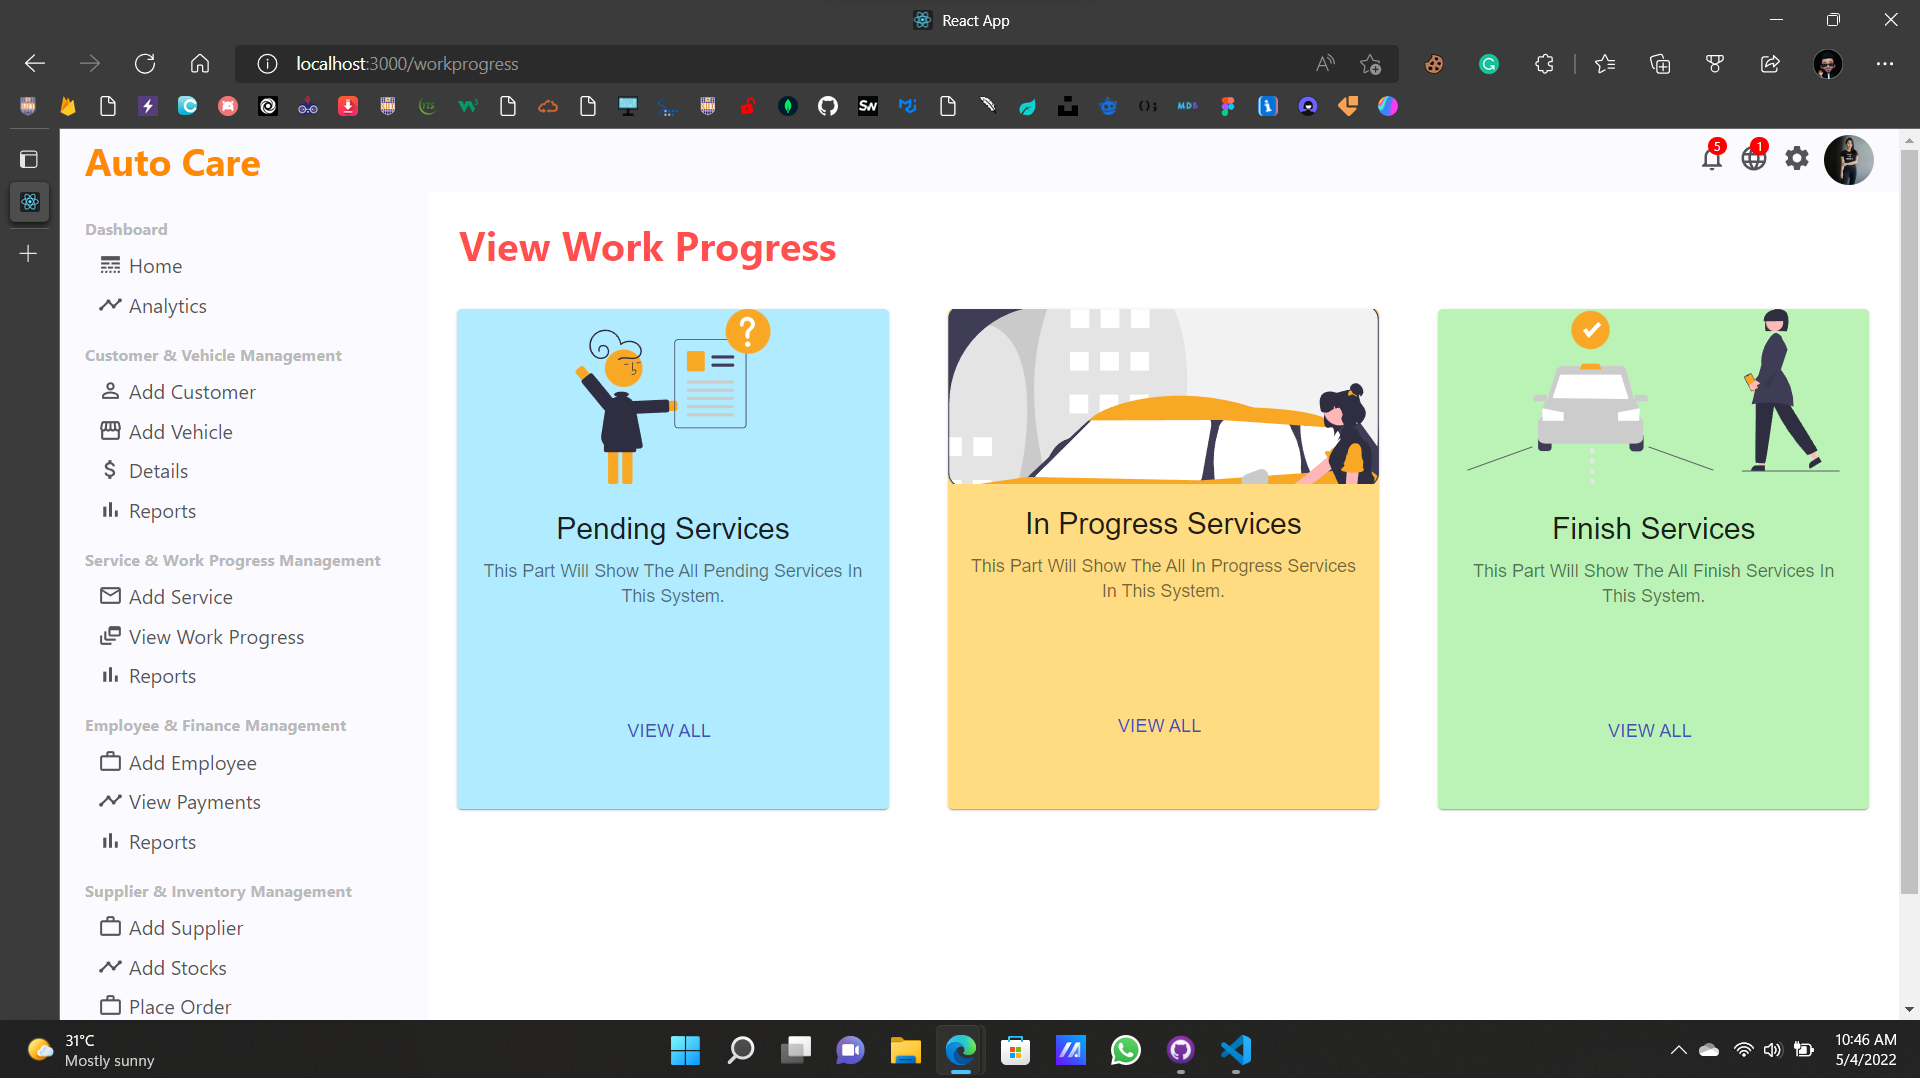 React App
localhost:3000/workprogress
Auto Care
5
1
Dashboard
Home
Analytics
Customer & Vehicle Management
Add Customer
Add Vehicle
Details
Reports
Service & Work Progress Management
Add Service
View Work Progress
Reports
Employee & Finance Management
Add Employee
View Payments
Reports
Supplier & Inventory Management
Add Supplier
Add Stocks
Place Order
View Work Progress
?
Pending Services
This Part Will Show The All Pending Services In
This System.
VIEW ALL
In Progress Services
This Part Will Show The All In Progress Services
In This System.
VIEW ALL
Finish Services
This Part Will Show The All Finish Services In
This System.
VIEW ALL
31°C
Mostly sunny
10:46 AM
5/4/2022